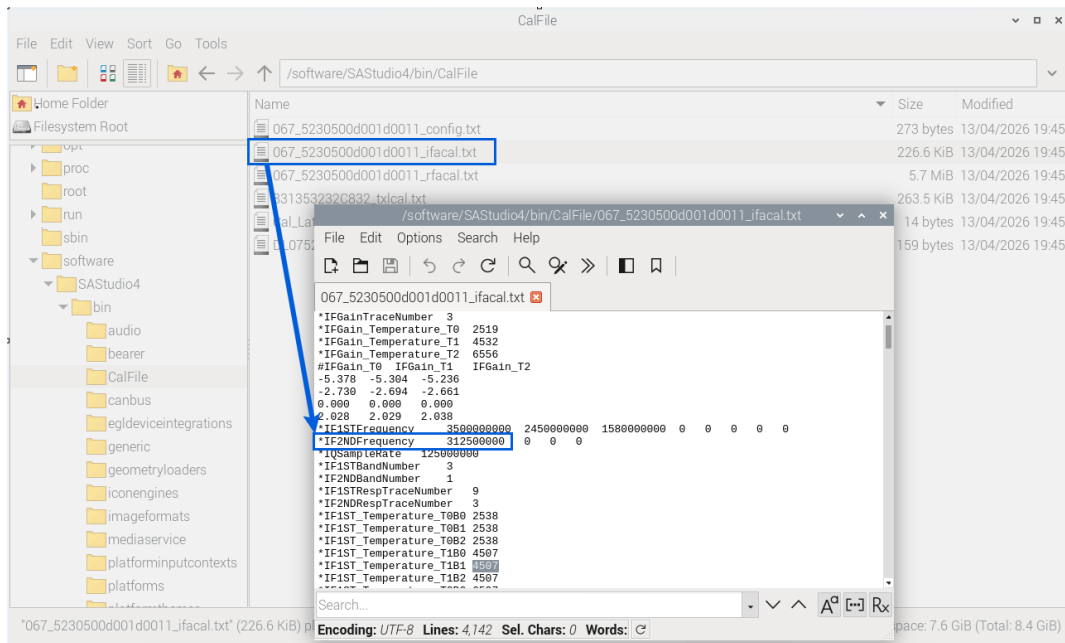 CalFile
File Edit View Sort Go Tools
/software/SAStudio4/bin/CalFile
Home Folder
Filesystem Root
opt
proc
root
run
sbin
software
SAStudio4
bin
audio
bearer
CalFile
canbus
egldeviceintegrations
generic
geometryloaders
iconengines
imageformats
mediaservice
platforminputcontexts
platforms
platformthemes
Name Size Modified
067_5230500d001d0011_config.txt 273 bytes 13/04/2026 19:45
067_5230500d001d0011_ifacal.txt 226.6 KiB 13/04/2026 19:45
067_5230500d001d0011_rfacal.txt 5.7 MiB 13/04/2026 19:45
831353232C832_txlcal.txt 263.5 KiB 13/04/2026 19:45
14 bytes 13/04/2026 19:45
159 bytes 13/04/2026 19:45
/software/SAStudio4/bin/CalFile/067_5230500d001d0011_ifacal.txt
File Edit Options Search Help
067_5230500d001d0011_ifacal.txt
*IFGainTraceNumber 3
*IFGain_Temperature_T0 2519
*IFGain_Temperature_T1 4532
*IFGain_Temperature_T2 6556
#IFGain_T0 IFGain_T1 IFGain_T2
-5.378 -5.304 -5.236
-2.730 -2.694 -2.661
0.000 0.000 0.000
2.028 2.029 2.038
*IF1STFrequency 3500000000 2450000000 1580000000 0 0 0 0 0
*IF2NDFrequency 312500000 0 0 0
*IQSampleRate 125000000
*IF1STBandNumber 3
*IF2NDBandNumber 1
*IF1STRespTraceNumber 9
*IF2NDRespTraceNumber 3
*IF1ST_Temperature_T0B0 2538
*IF1ST_Temperature_T0B1 2538
*IF1ST_Temperature_T0B2 2538
*IF1ST_Temperature_T1B0 4507
*IF1ST_Temperature_T1B1 4507
*IF1ST_Temperature_T1B2 4507
Search...
Encoding: UTF-8 Lines: 4,142 Sel. Chars: 0 Words:
"067_5230500d001d0011_ifacal.txt" (226.6 KiB) pl
space: 7.6 GiB (Total: 8.4 GiB)